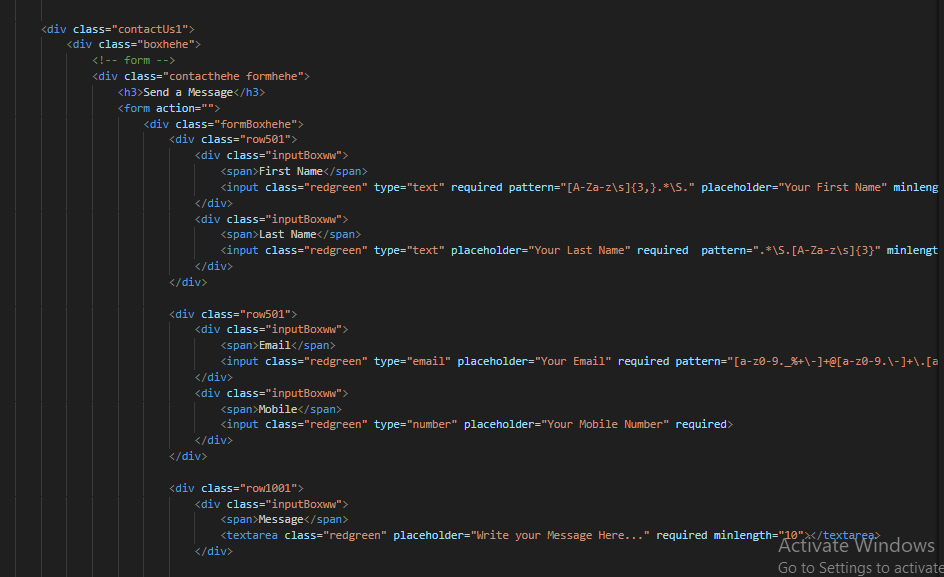 <div class="contactUs1">
<div class="boxhehe">
<!-- form -->
<div class="contacthehe formhehe">
<h3>Send a Message</h3>
<form action="">
<div class="formBoxhehe">
<div class="row501">
<div class="inputBoxww">
<span>First Name</span>
<input class="redgreen" type="text" required pattern="[A-Za-z\s]{3,}.*\S." placeholder="Your First Name" minleng
</div>
<div class="inputBoxww">
<span>Last Name</span>
<input class="redgreen" type="text" placeholder="Your Last Name" required  pattern=".*\S.[A-Za-z\s]{3}" minlengt
</div>
</div>
<div class="row501">
<div class="inputBoxww">
<span>Email</span>
<input class="redgreen" type="email" placeholder="Your Email" required pattern="[a-z0-9._%+\-]+@[a-z0-9.\-]+\.[a
</div>
<div class="inputBoxww">
<span>Mobile</span>
<input class="redgreen" type="number" placeholder="Your Mobile Number" required>
</div>
</div>
<div class="row1001">
<div class="inputBoxww">
<span>Message</span>
<textarea class="redgreen" placeholder="Write your Message Here..." required minlength="10"></textarea>
</div>
Activate Windows
Go to Settings to activate